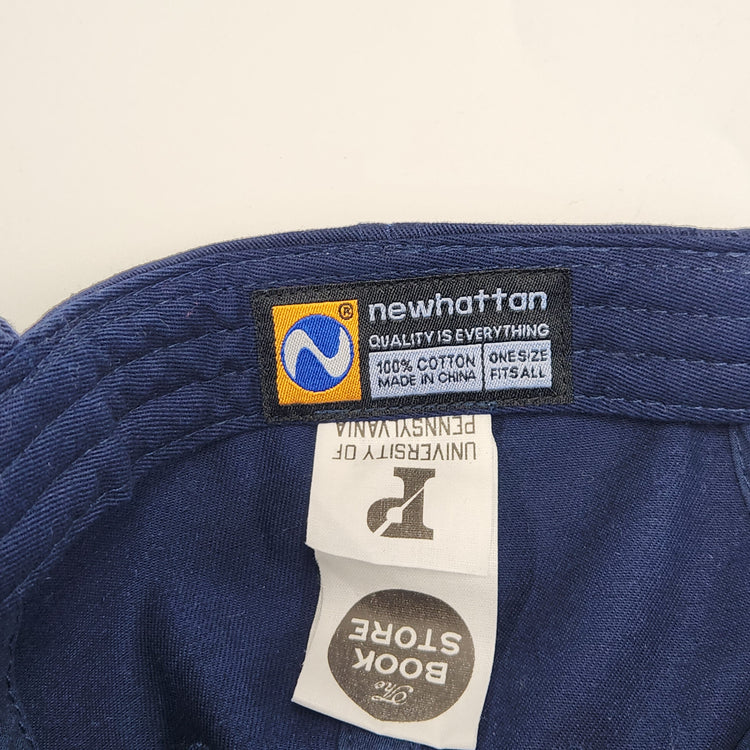 newhattan
®
QUALITY IS EVERYTHING
100% COTTON
MADE IN CHINA
ONE SIZE
FITS ALL
UNIVERSITY OF
PENNSYLVANIA
P
The
BOOK
STORE